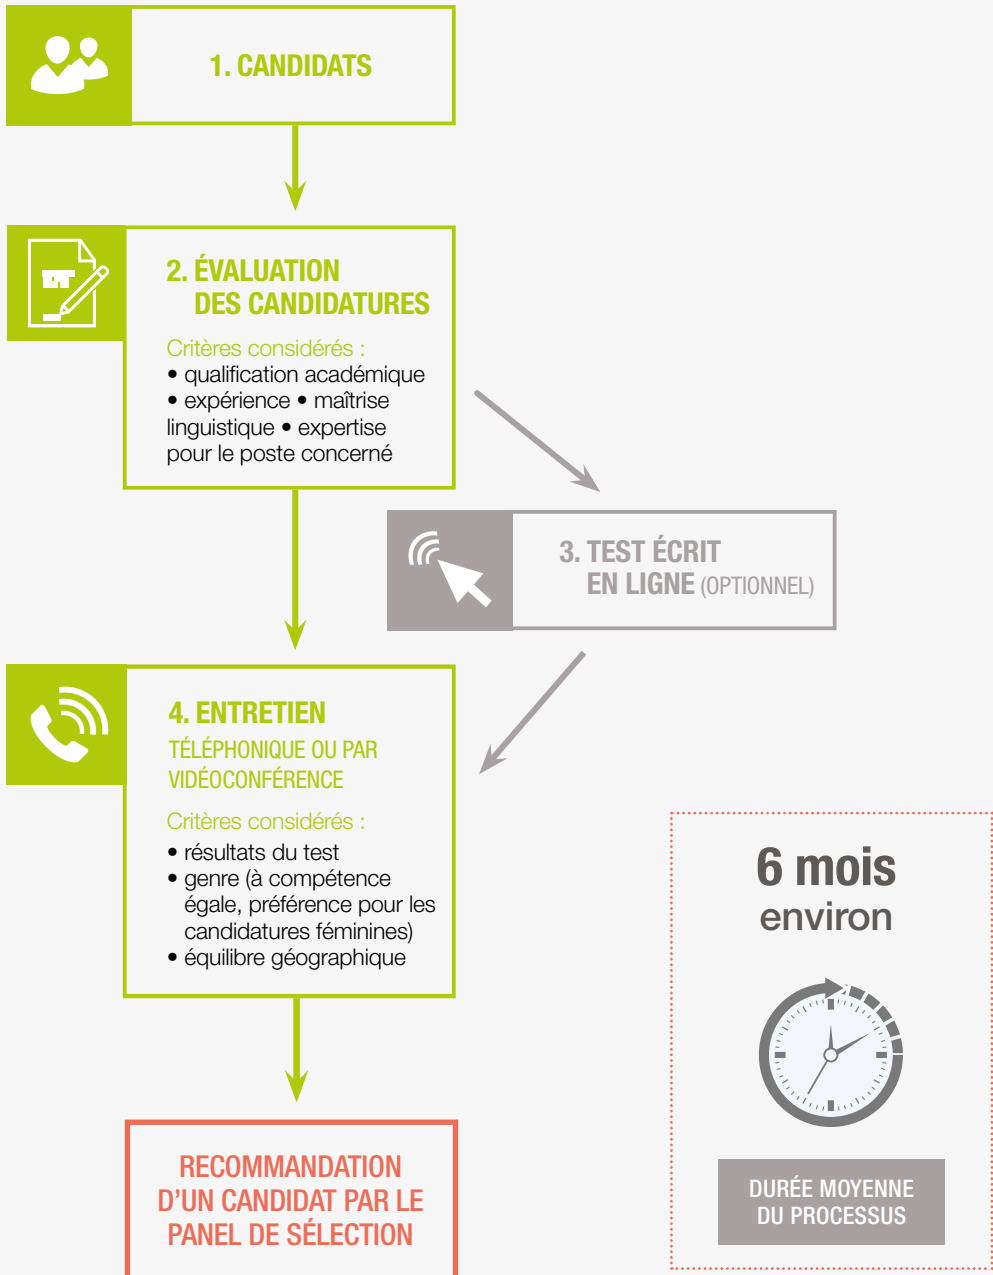 1. CANDIDATS
2. ÉVALUATION
DES CANDIDATURES
Critères considérés :
• qualification académique
• expérience • maîtrise
linguistique • expertise
pour le poste concerné
3. TEST ÉCRIT
EN LIGNE (OPTIONNEL)
4. ENTRETIEN
TÉLÉPHONIQUE OU PAR
VIDÉOCONFÉRENCE
Critères considérés :
• résultats du test
• genre (à compétence
égale, préférence pour les
candidatures féminines)
• équilibre géographique
RECOMMANDATION
D’UN CANDIDAT PAR LE
PANEL DE SÉLECTION
6 mois
environ
DURÉE MOYENNE
DU PROCESSUS